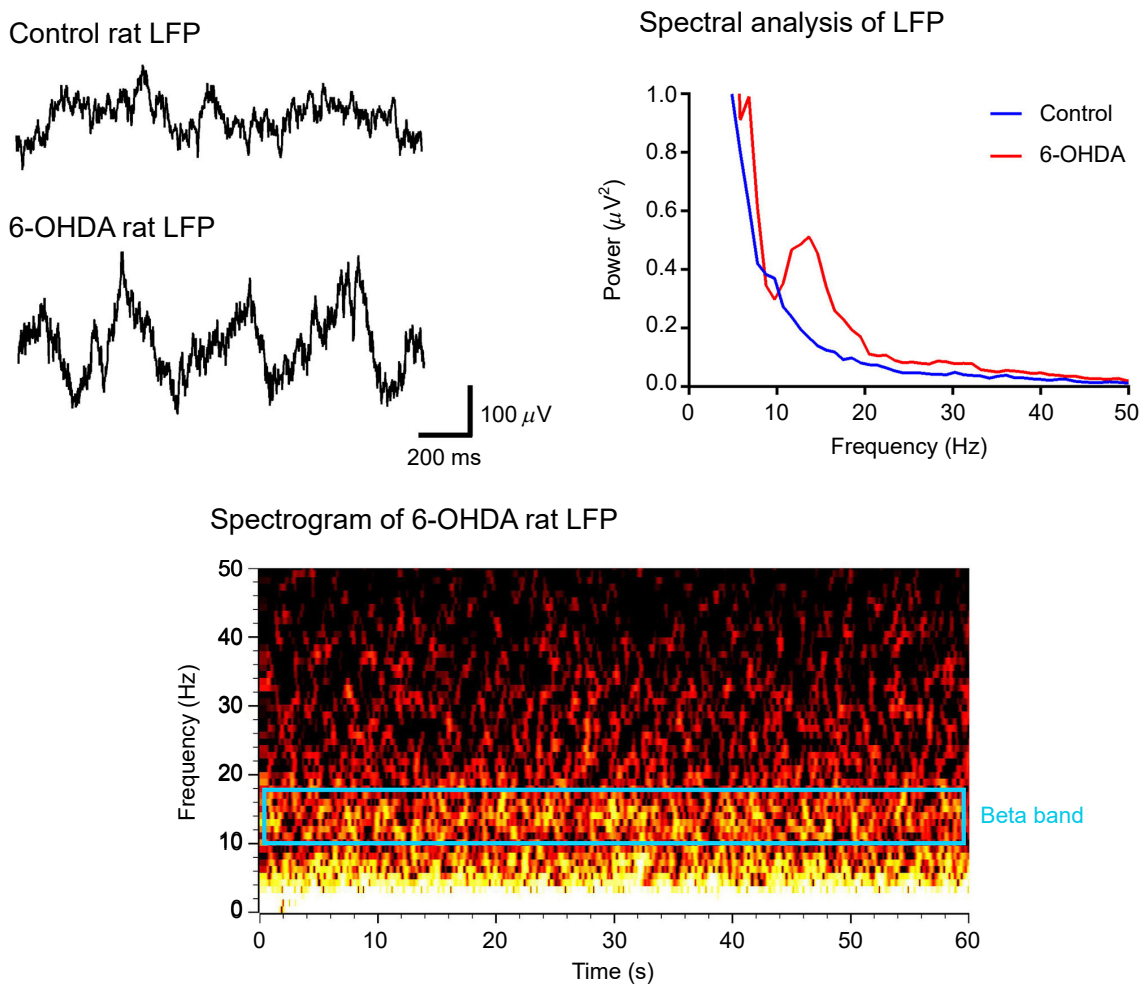 Control rat LFP
6-OHDA rat LFP
100 μV
200 ms
Spectral analysis of LFP
Power (μV²)
1.0
0.8
0.6
0.4
0.2
0.0
0 10 20 30 40 50
Frequency (Hz)
Control
6-OHDA
Spectrogram of 6-OHDA rat LFP
Frequency (Hz)
50
40
30
20
10
0
0 10 20 30 40 50 60
Time (s)
Beta band